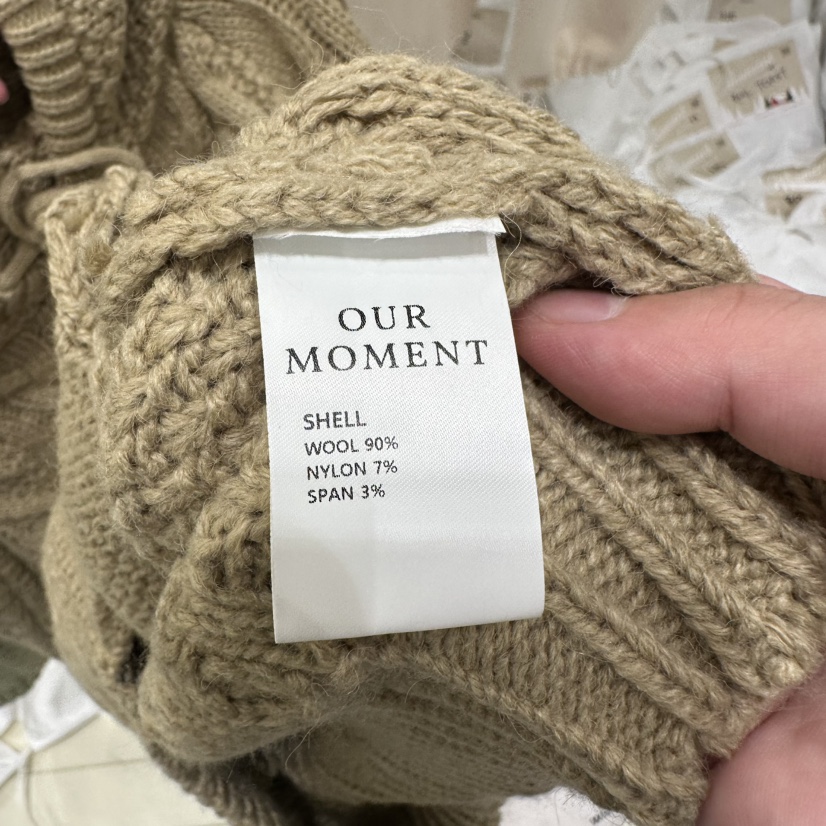 OUR
MOMENT
SHELL
WOOL 90%
NYLON 7%
SPAN 3%